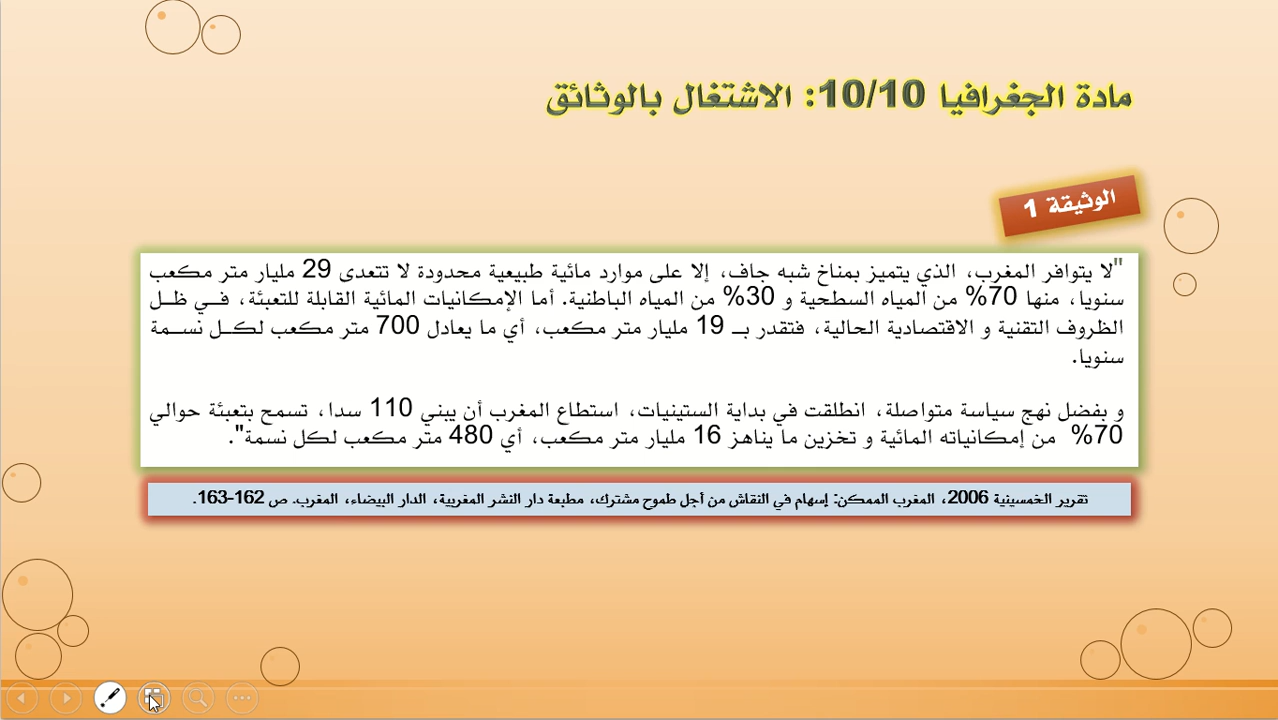 مادة الجغرافيا 10/10: الاشتغال بالوثائق
الوثيقة 1
"لا يتوافر المغرب، الذي يتميز بمناخ شبه جاف، إلا على موارد مائية طبيعية محدودة لا تتعدى 29 مليار متر مكعب
سنويا، منها 70% من المياه السطحية و 30% من المياه الباطنية. أما الإمكانيات المائية القابلة للتعبئة، في ظل
الظروف التقنية و الاقتصادية الحالية، فتقدر بـ 19 مليار متر مكعب، أي ما يعادل 700 متر مكعب لكل نسمة
سنويا.
و بفضل نهج سياسة متواصلة، انطلقت في بداية الستينيات، استطاع المغرب أن يبني 110 سدا، تسمح بتعبئة حوالي
70% من إمكانياته المائية و تخزين ما يناهز 16 مليار متر مكعب، أي 480 متر مكعب لكل نسمة".
تقرير الخمسينية 2006، المغرب الممكن: إسهام في النقاش من أجل طموح مشترك، مطبعة دار النشر المغربية، الدار البيضاء، المغرب. ص 162-163.